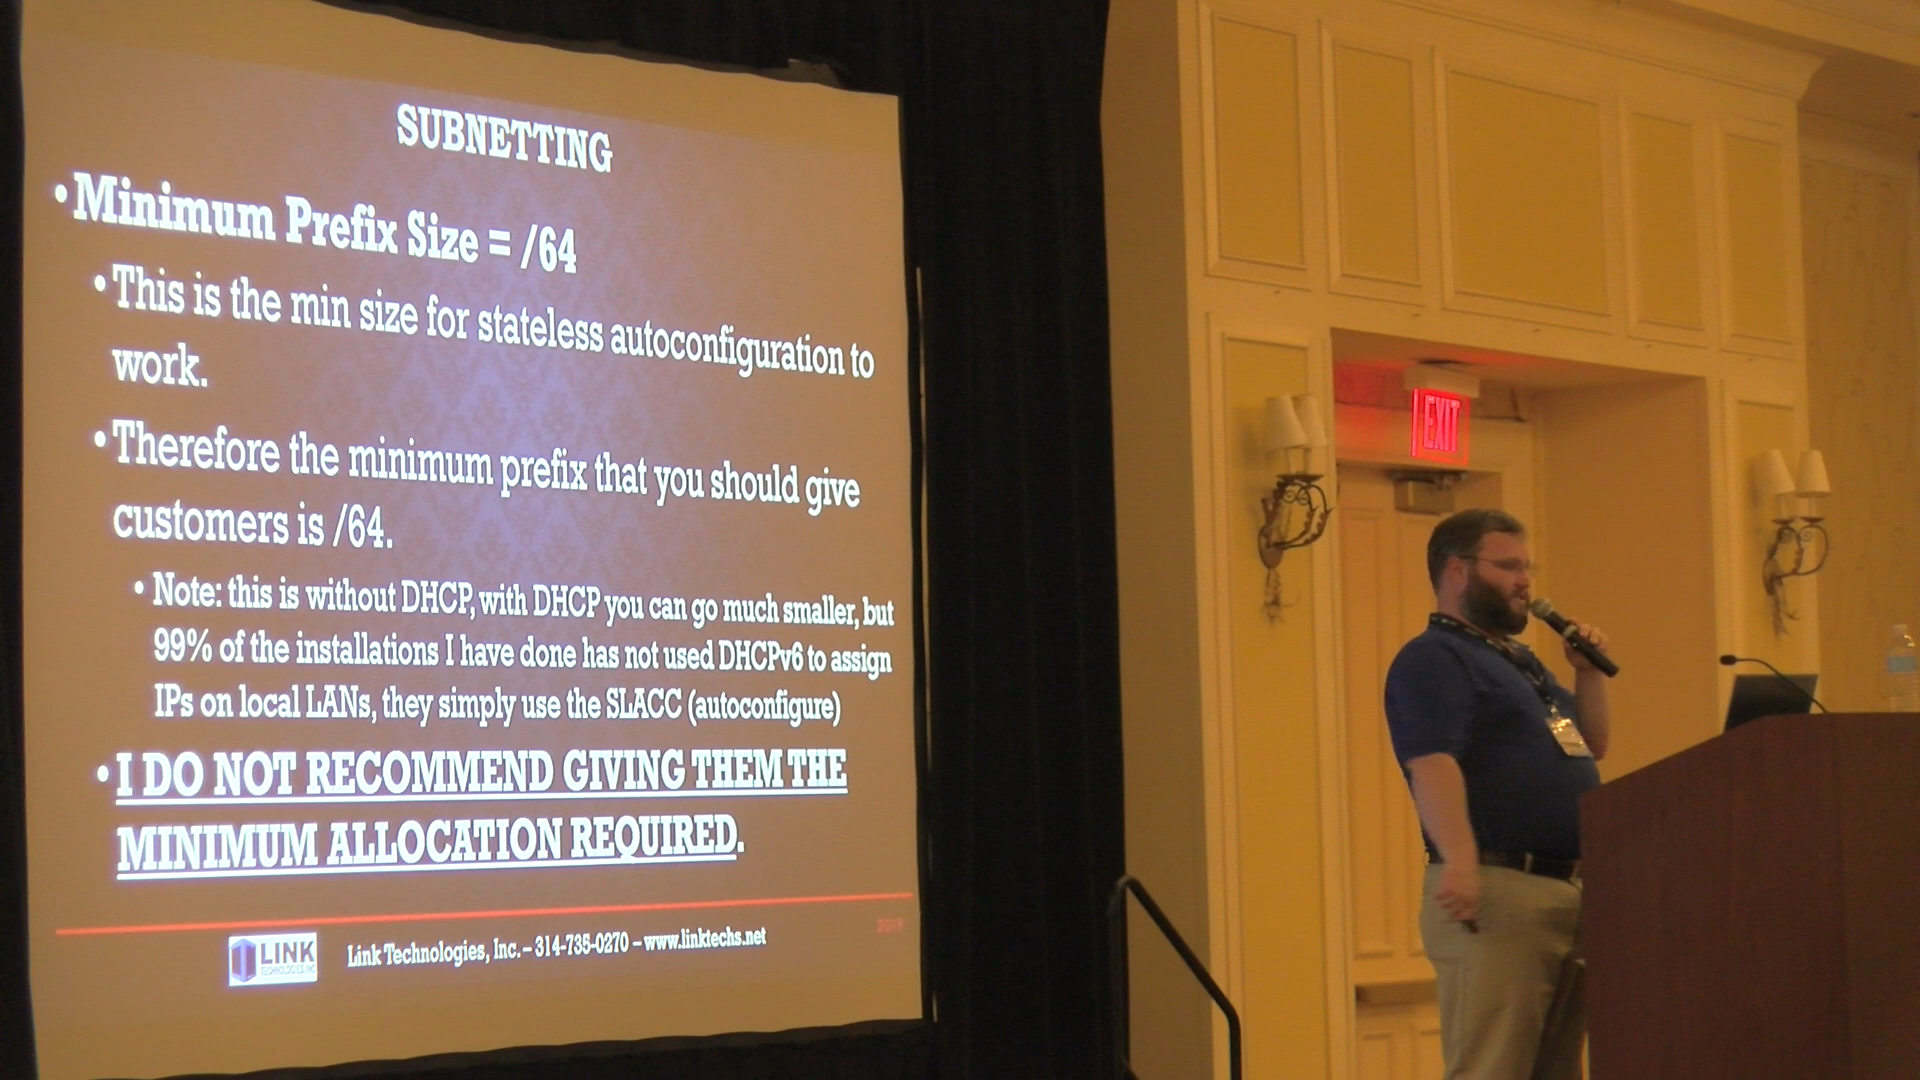 SUBNETTING
•Minimum Prefix Size = /64
•This is the min size for stateless autoconfiguration to
work.
•Therefore the minimum prefix that you should give
customers is /64.
•Note: this is without DHCP, with DHCP you can go much smaller, but
99% of the installations I have done has not used DHCPv6 to assign
IPs on local LANs, they simply use the SLACC (autoconfigure)
•I DO NOT RECOMMEND GIVING THEM THE
MINIMUM ALLOCATION REQUIRED.
LINK
TECHNOLOGIES, INC
Link Technologies, Inc. – 314-735-0270 – www.linktechs.net
EXIT